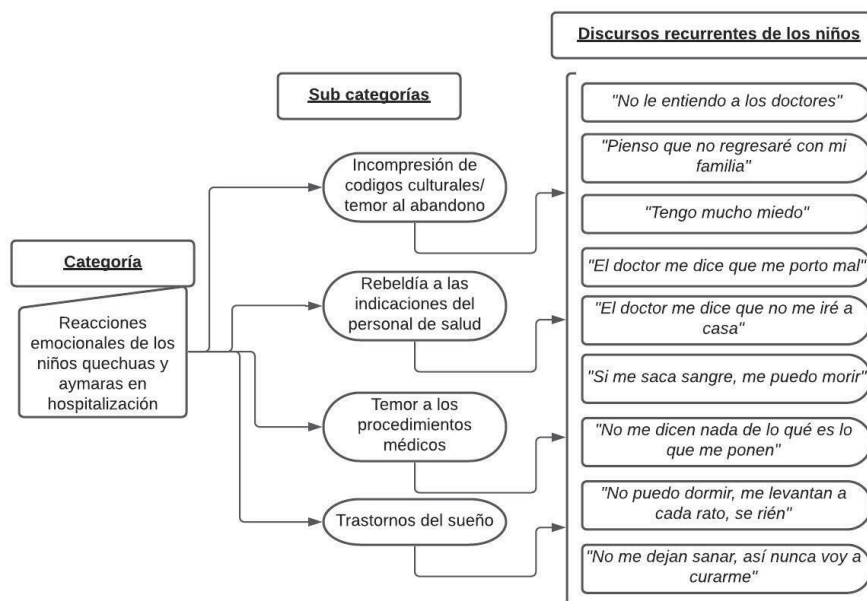 Discursos recurrentes de los niños
Sub categorías
Categoría
Reacciones
emocionales de los
niños quechuas y
aymaras en
hospitalización
Incompresión de
codigos culturales/
temor al abandono
Rebeldía a las
indicaciones del
personal de salud
Temor a los
procedimientos
médicos
Trastornos del sueño
"No le entiendo a los doctores"
"Pienso que no regresaré con mi
familia"
"Tengo mucho miedo"
"El doctor me dice que me porto mal"
"El doctor me dice que no me iré a
casa"
"Si me saca sangre, me puedo morir"
"No me dicen nada de lo qué es lo
que me ponen"
"No puedo dormir, me levantan a
cada rato, se rién"
"No me dejan sanar, así nunca voy a
curarme"